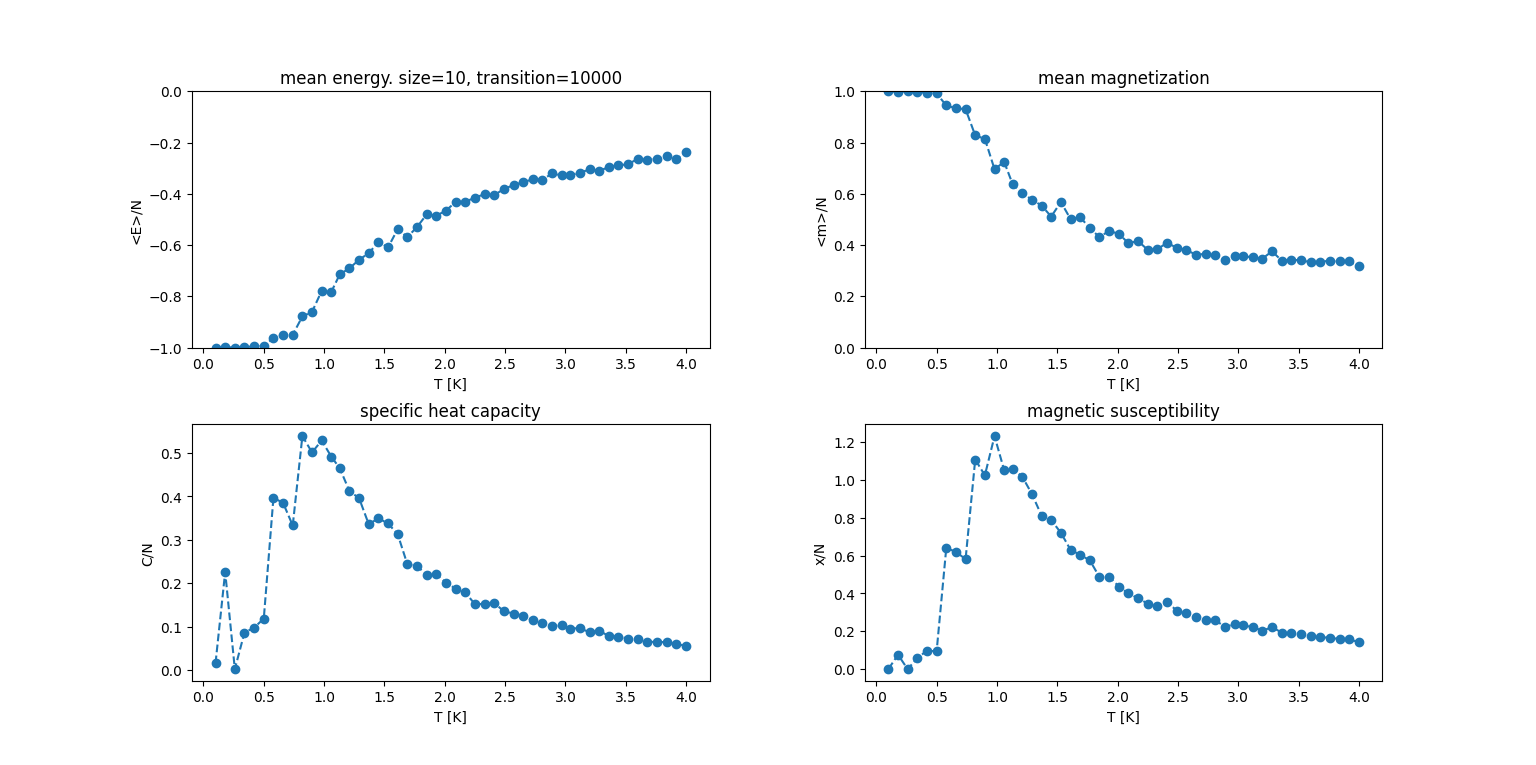 mean energy. size=10, transition=10000
0.0
−0.2
−0.4
−0.6
−0.8
−1.0
<E>/N
0.0 0.5 1.0 1.5 2.0 2.5 3.0 3.5 4.0
T [K]
mean magnetization
1.0
0.8
0.6
0.4
0.2
0.0
<m>/N
0.0 0.5 1.0 1.5 2.0 2.5 3.0 3.5 4.0
T [K]
specific heat capacity
0.5
0.4
0.3
0.2
0.1
0.0
C/N
0.0 0.5 1.0 1.5 2.0 2.5 3.0 3.5 4.0
T [K]
magnetic susceptibility
1.2
1.0
0.8
0.6
0.4
0.2
0.0
x/N
0.0 0.5 1.0 1.5 2.0 2.5 3.0 3.5 4.0
T [K]